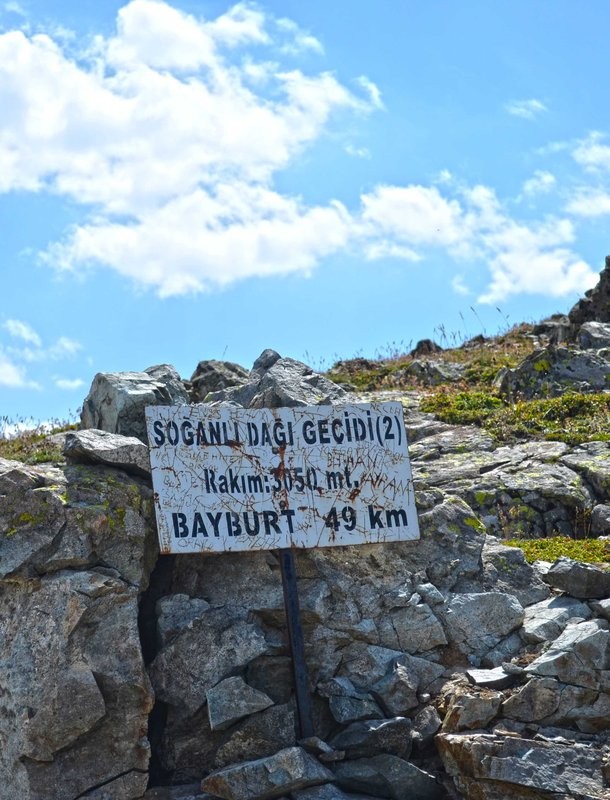 SOĞANLI DAĞI GEÇİDİ(2)
Rakım:3050 mt.
BAYBURT 49 km